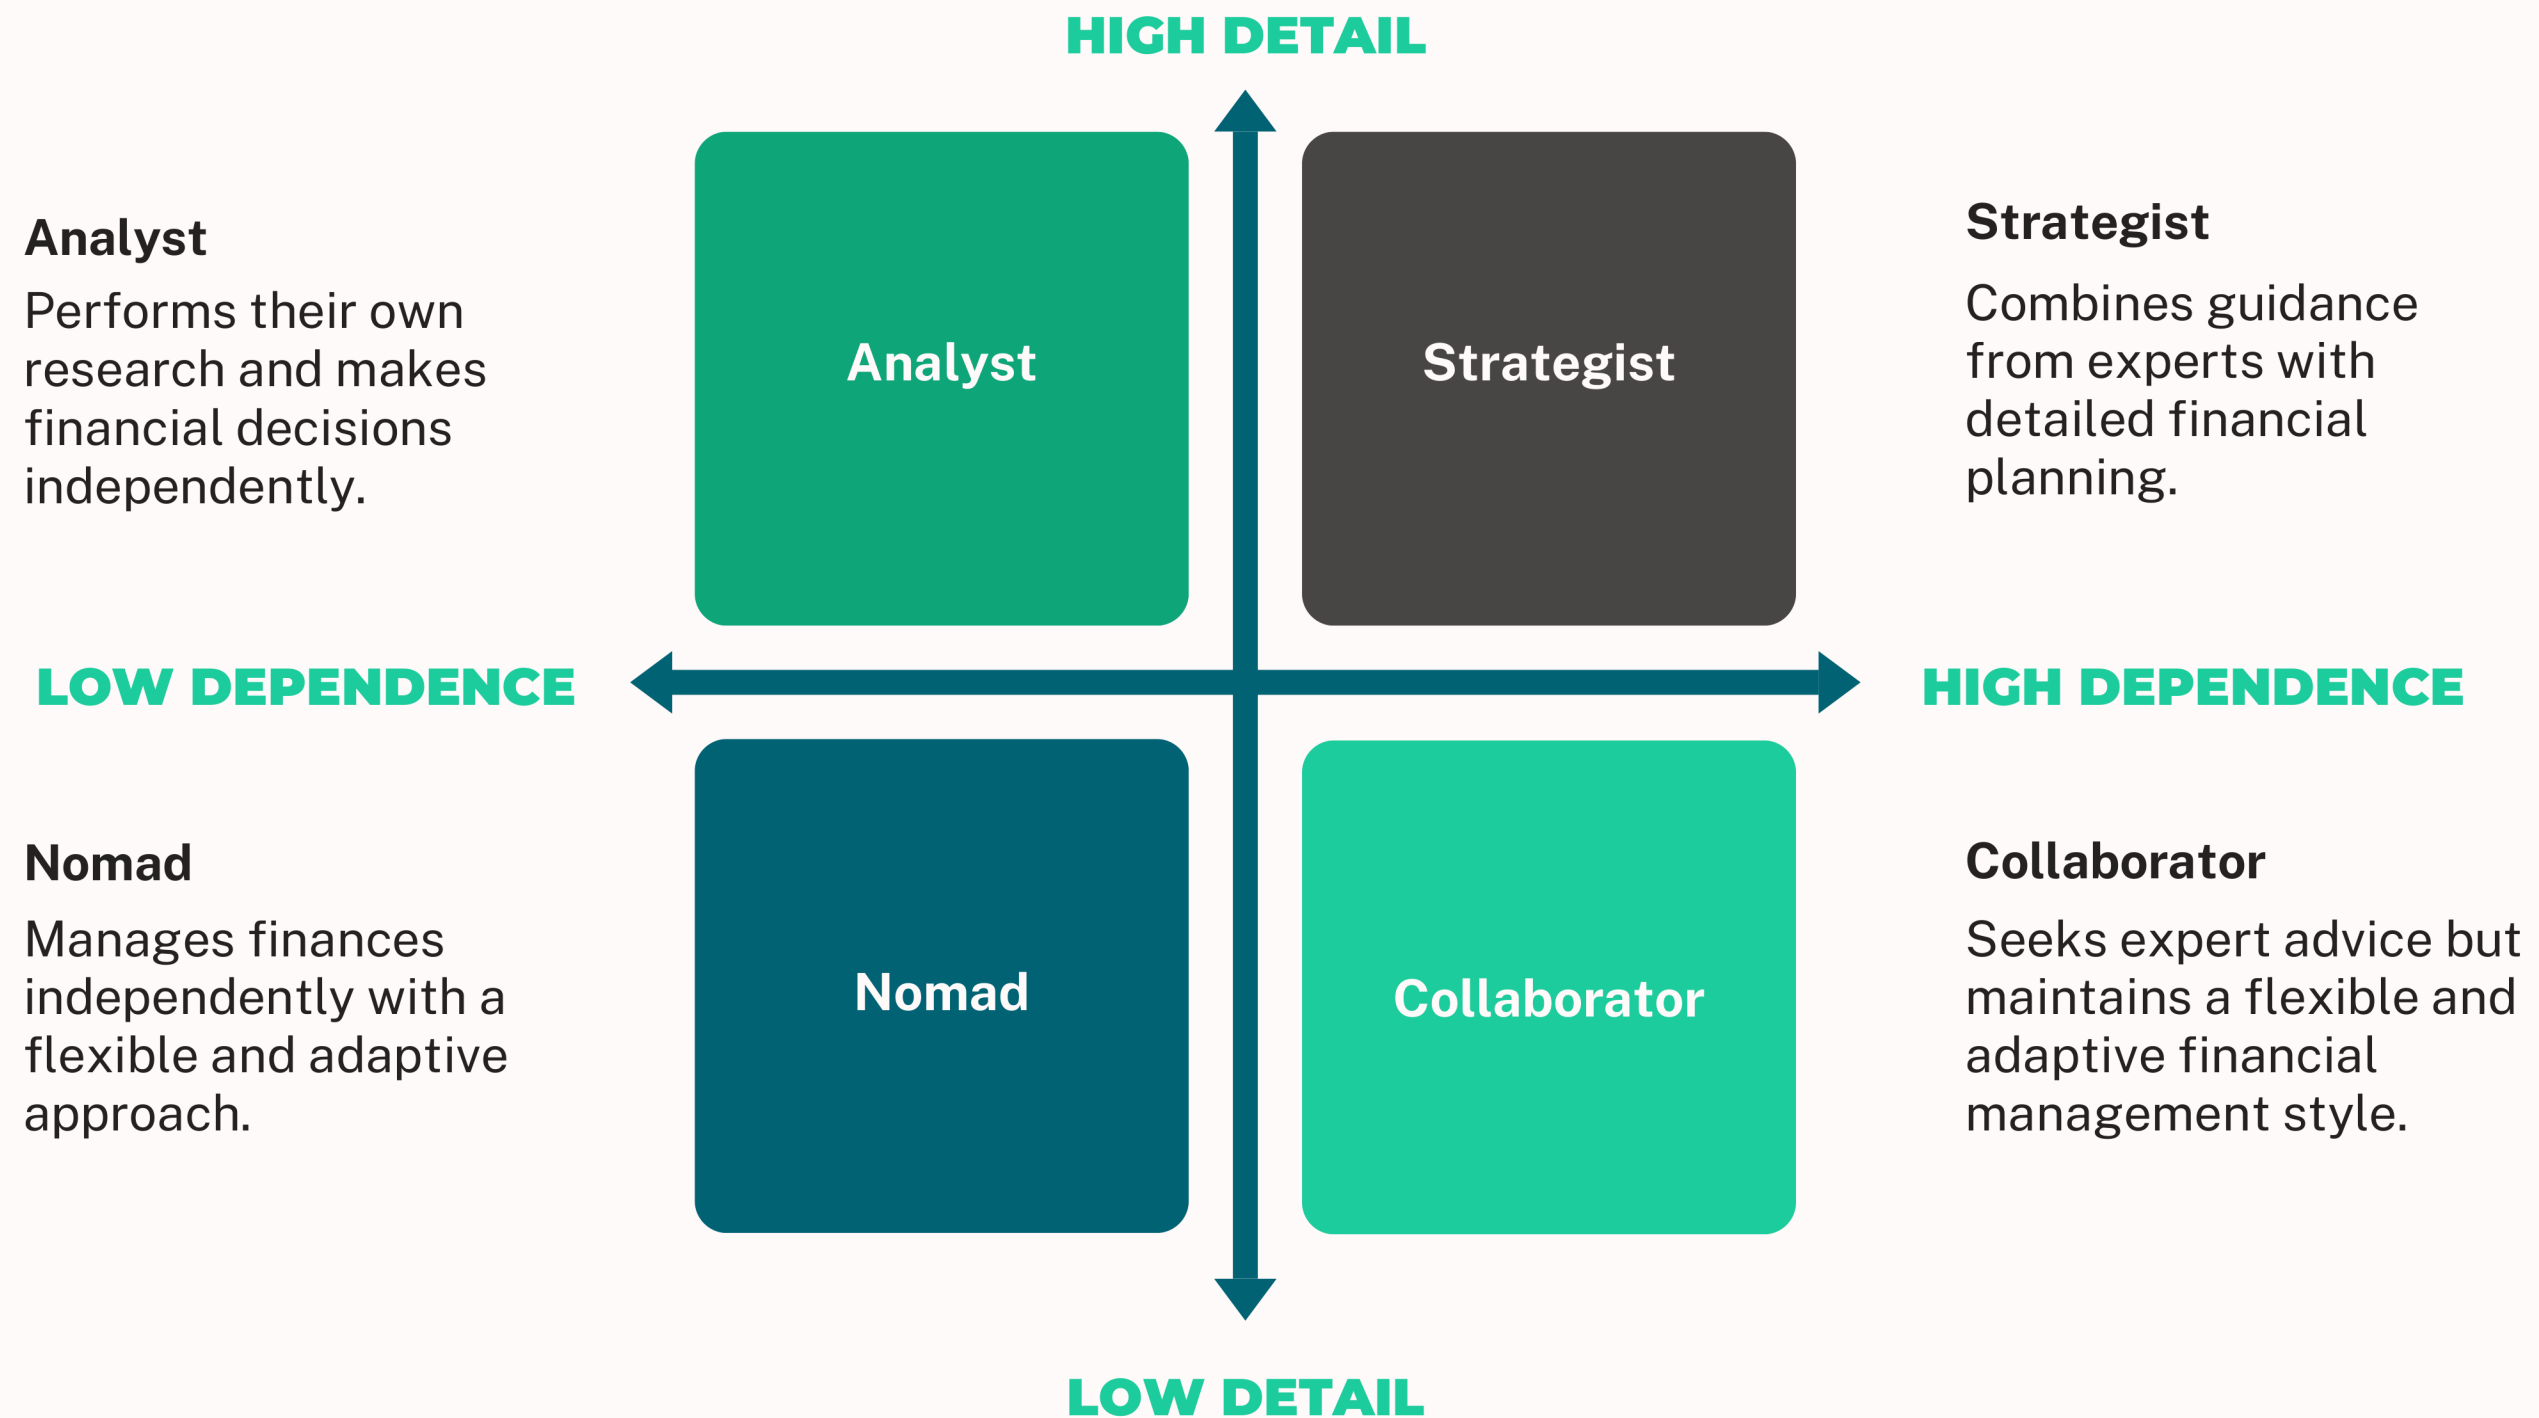 HIGH DETAIL
Analyst
Performs their own
research and makes
financial decisions
independently.
Analyst
Strategist
Strategist
Combines guidance
from experts with
detailed financial
planning.
LOW DEPENDENCE
HIGH DEPENDENCE
Nomad
Manages finances
independently with a
flexible and adaptive
approach.
Nomad
Collaborator
Collaborator
Seeks expert advice but
maintains a flexible and
adaptive financial
management style.
LOW DETAIL